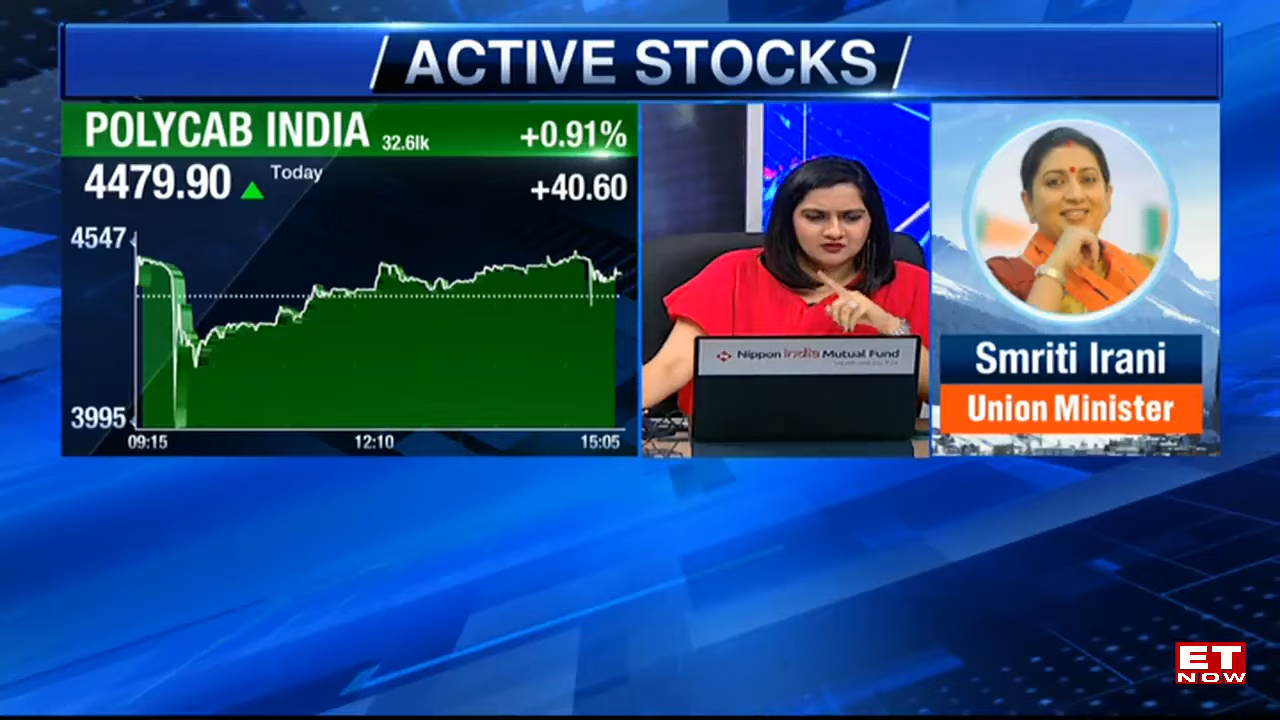 ACTIVE STOCKS
POLYCAB INDIA 32.6lk +0.91%
4479.90 Today +40.60
4547
3995
09:15 12:10 15:05
Nippon india Mutual Fund
Smriti Irani
Union Minister
ET
NOW